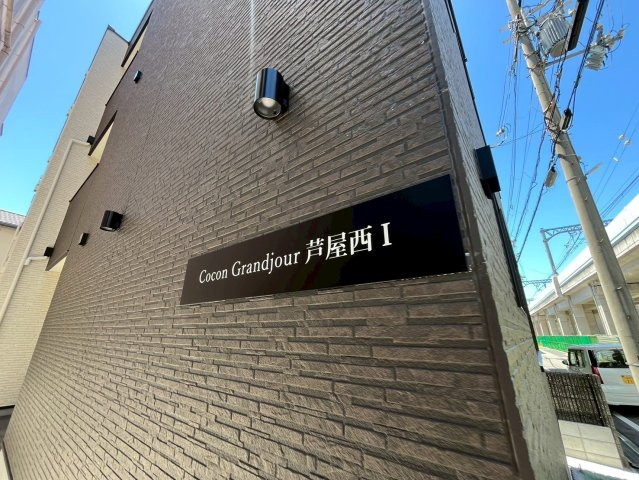 Cocon Grandjour 芦屋西 I